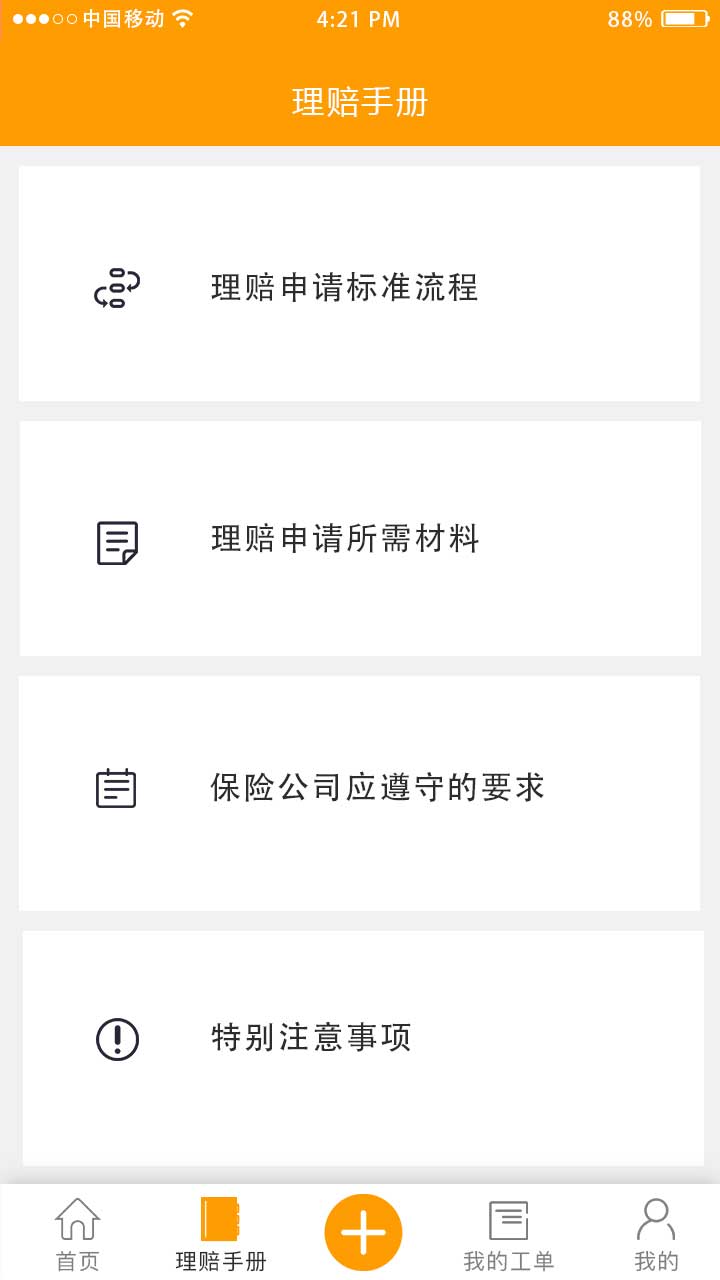 中国移动 4:21 PM 88%
理赔手册
理赔申请标准流程
理赔申请所需材料
保险公司应遵守的要求
特别注意事项
首页 理赔手册 我的工单 我的